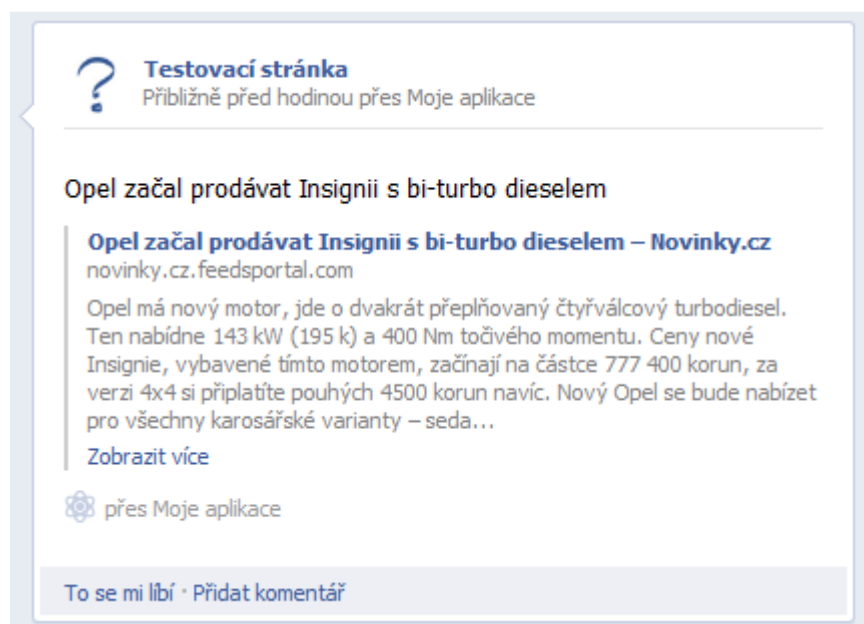 Testovací stránka
Přibližně před hodinou přes Moje aplikace
Opel začal prodávat Insignii s bi-turbo dieselem
Opel začal prodávat Insignii s bi-turbo dieselem – Novinky.cz
novinky.cz.feedsportal.com
Opel má nový motor, jde o dvakrát přeplňovaný čtyřválcový turbodiesel.
Ten nabídne 143 kW (195 k) a 400 Nm točivého momentu. Ceny nové
Insignie, vybavené tímto motorem, začínají na částce 777 400 korun, za
verzi 4x4 si připlatíte pouhých 4500 korun navíc. Nový Opel se bude nabízet
pro všechny karosářské varianty – seda...
Zobrazit více
přes Moje aplikace
To se mi líbí · Přidat komentář